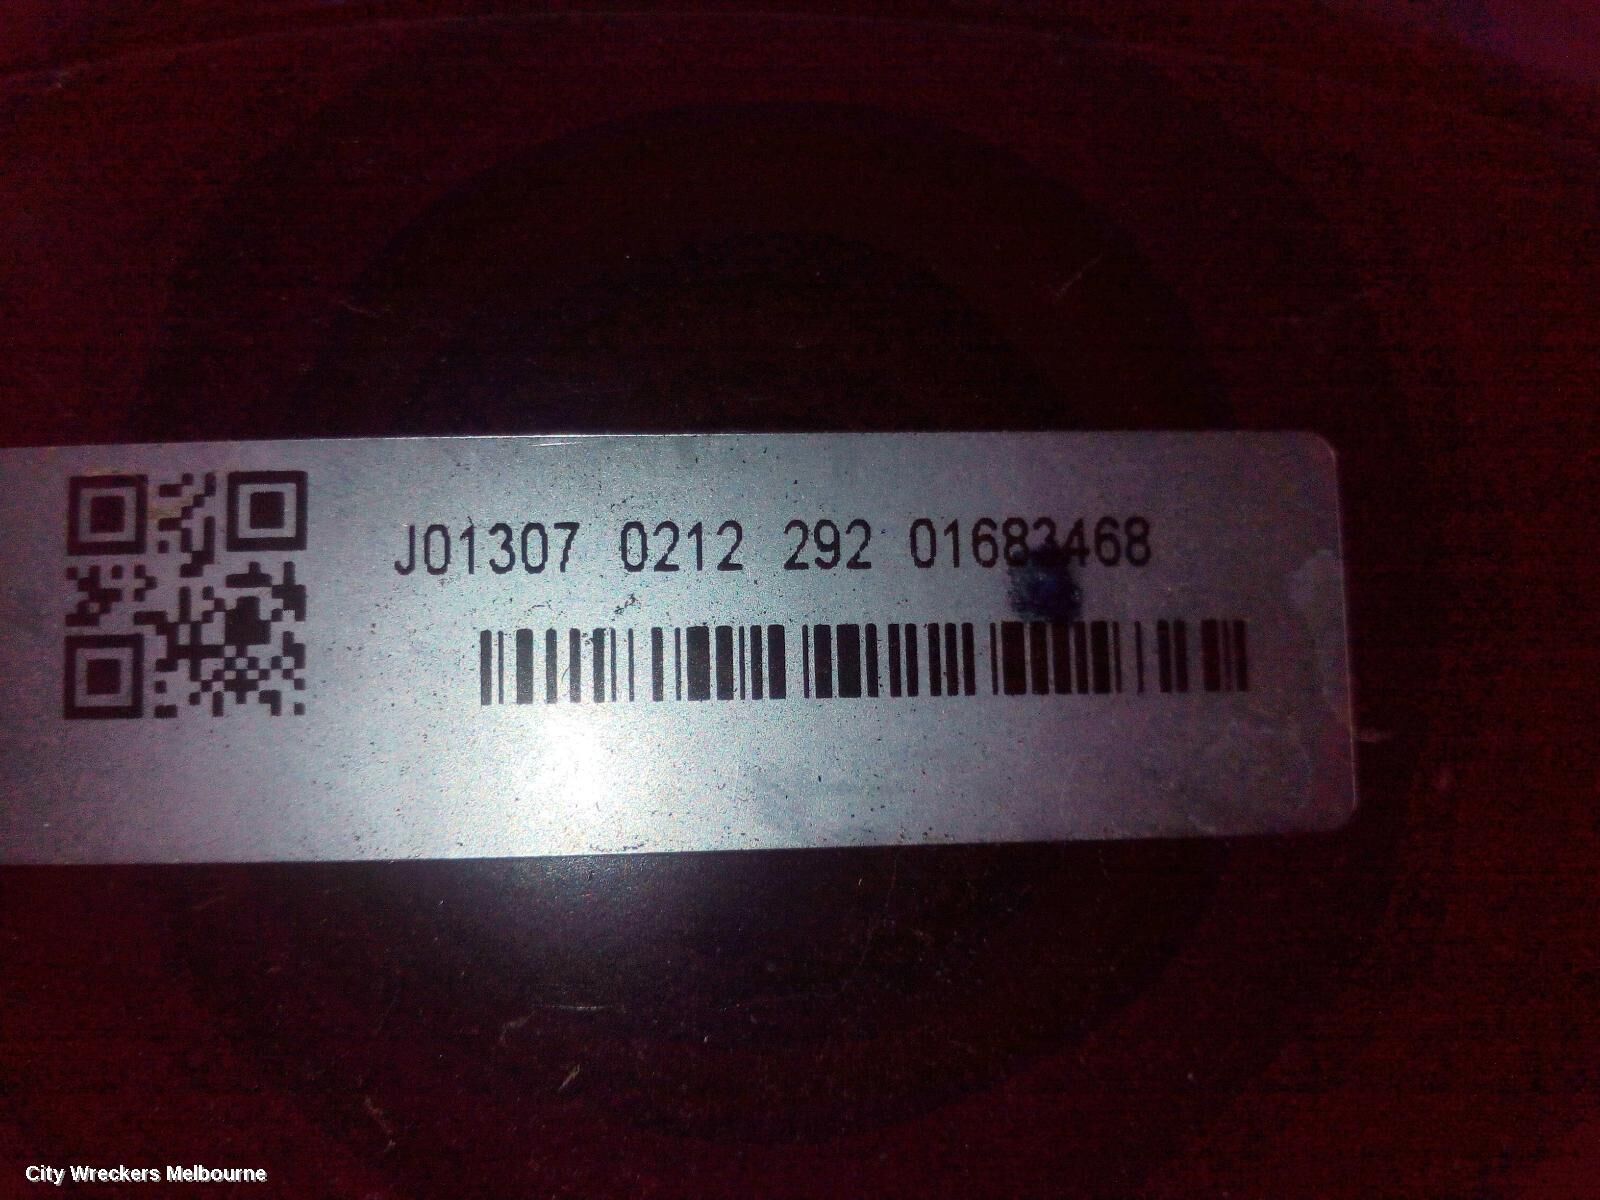 J01307 0212 292 01683468
City Wreckers Melbourne